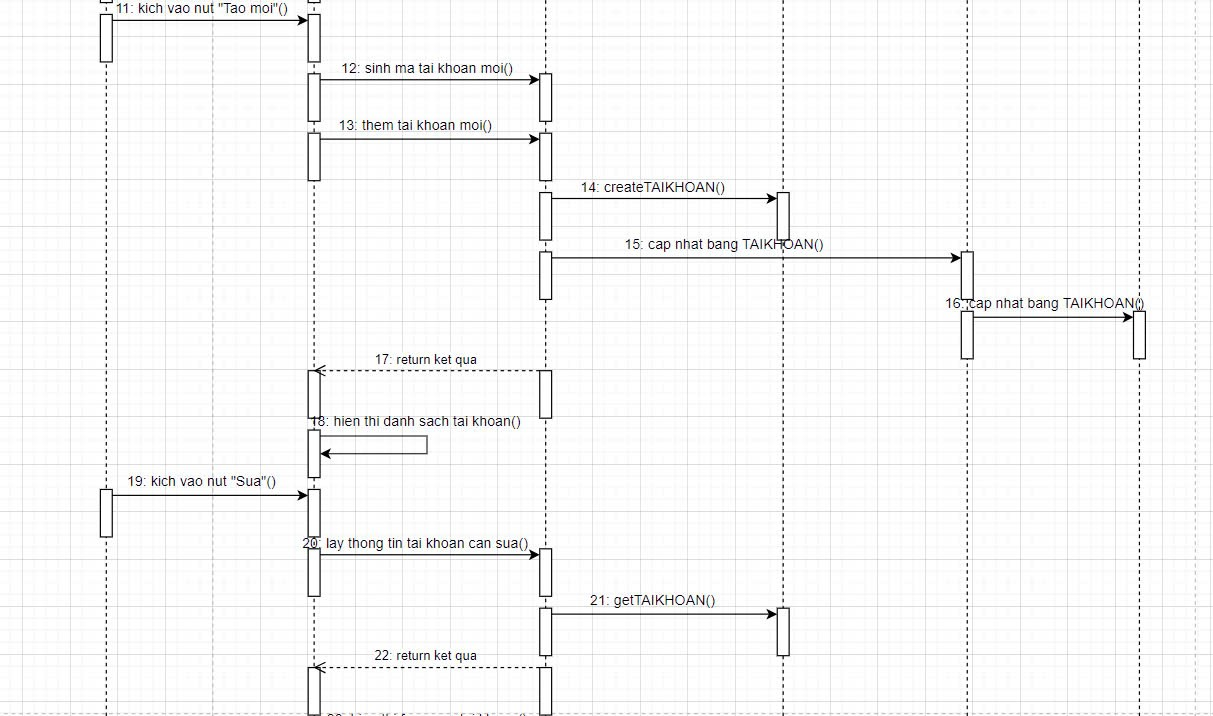 11: kich vao nut "Tao moi"()
12: sinh ma tai khoan moi()
13: them tai khoan moi()
14: createTAIKHOAN()
15: cap nhat bang TAIKHOAN()
16: cap nhat bang TAIKHOAN()
17: return ket qua
18: hien thi danh sach tai khoan()
19: kich vao nut "Sua"()
20: lay thong tin tai khoan can sua()
21: getTAIKHOAN()
22: return ket qua